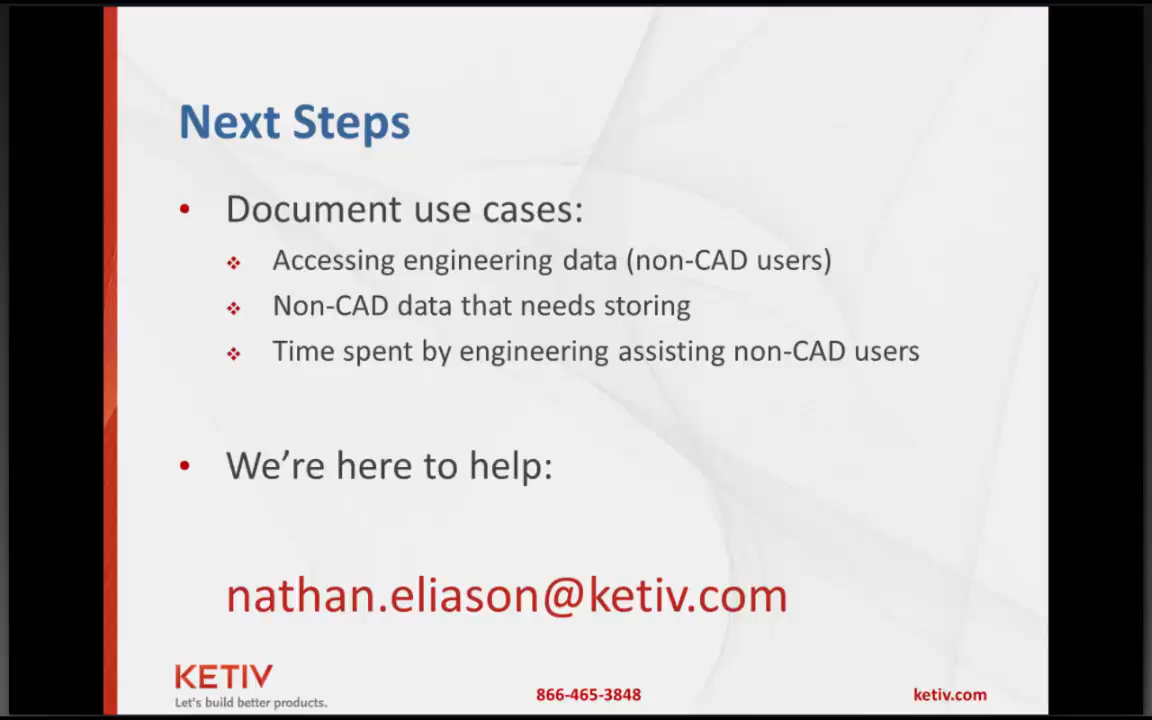 Next Steps
• Document use cases:
❖ Accessing engineering data (non-CAD users)
❖ Non-CAD data that needs storing
❖ Time spent by engineering assisting non-CAD users
• We’re here to help:
nathan.eliason@ketiv.com
KETIV
Let's build better products.
866-465-3848
ketiv.com